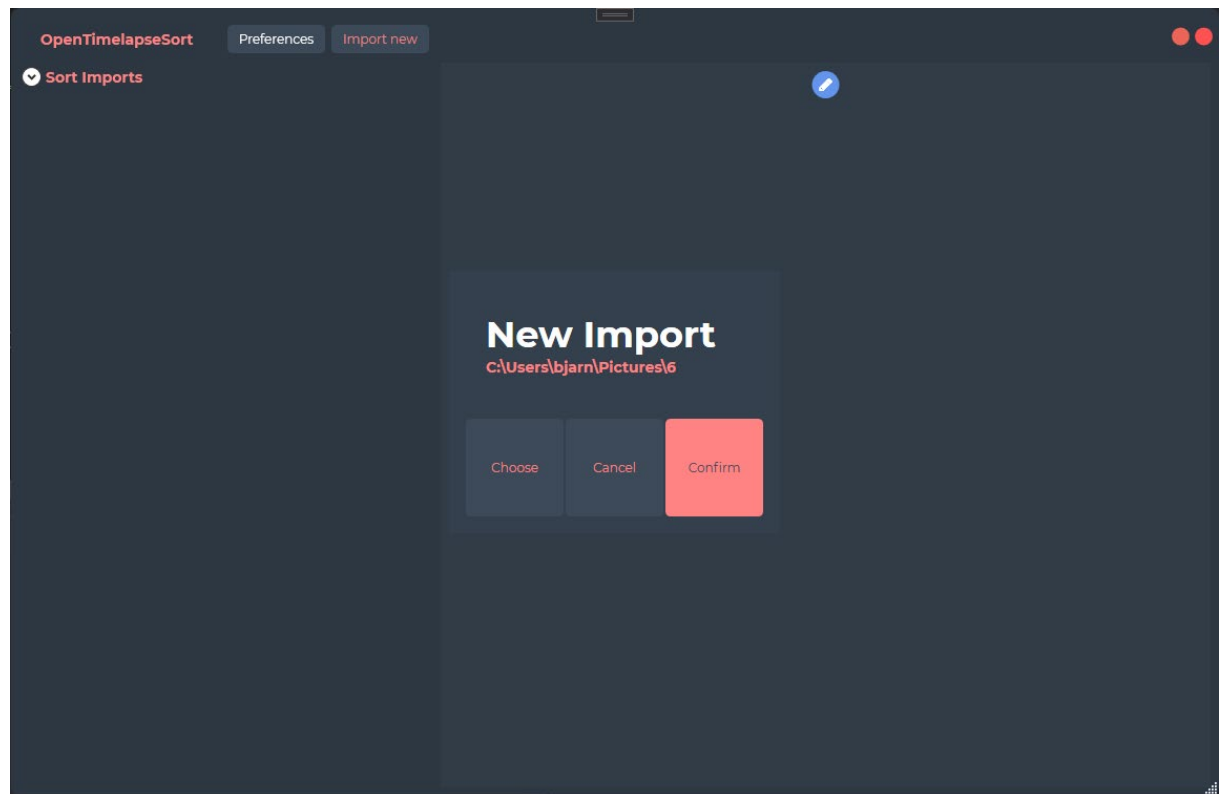 OpenTimelapseSort Preferences Import new
Sort Imports
New Import
C:\Users\bjarn\Pictures\6
Choose Cancel Confirm